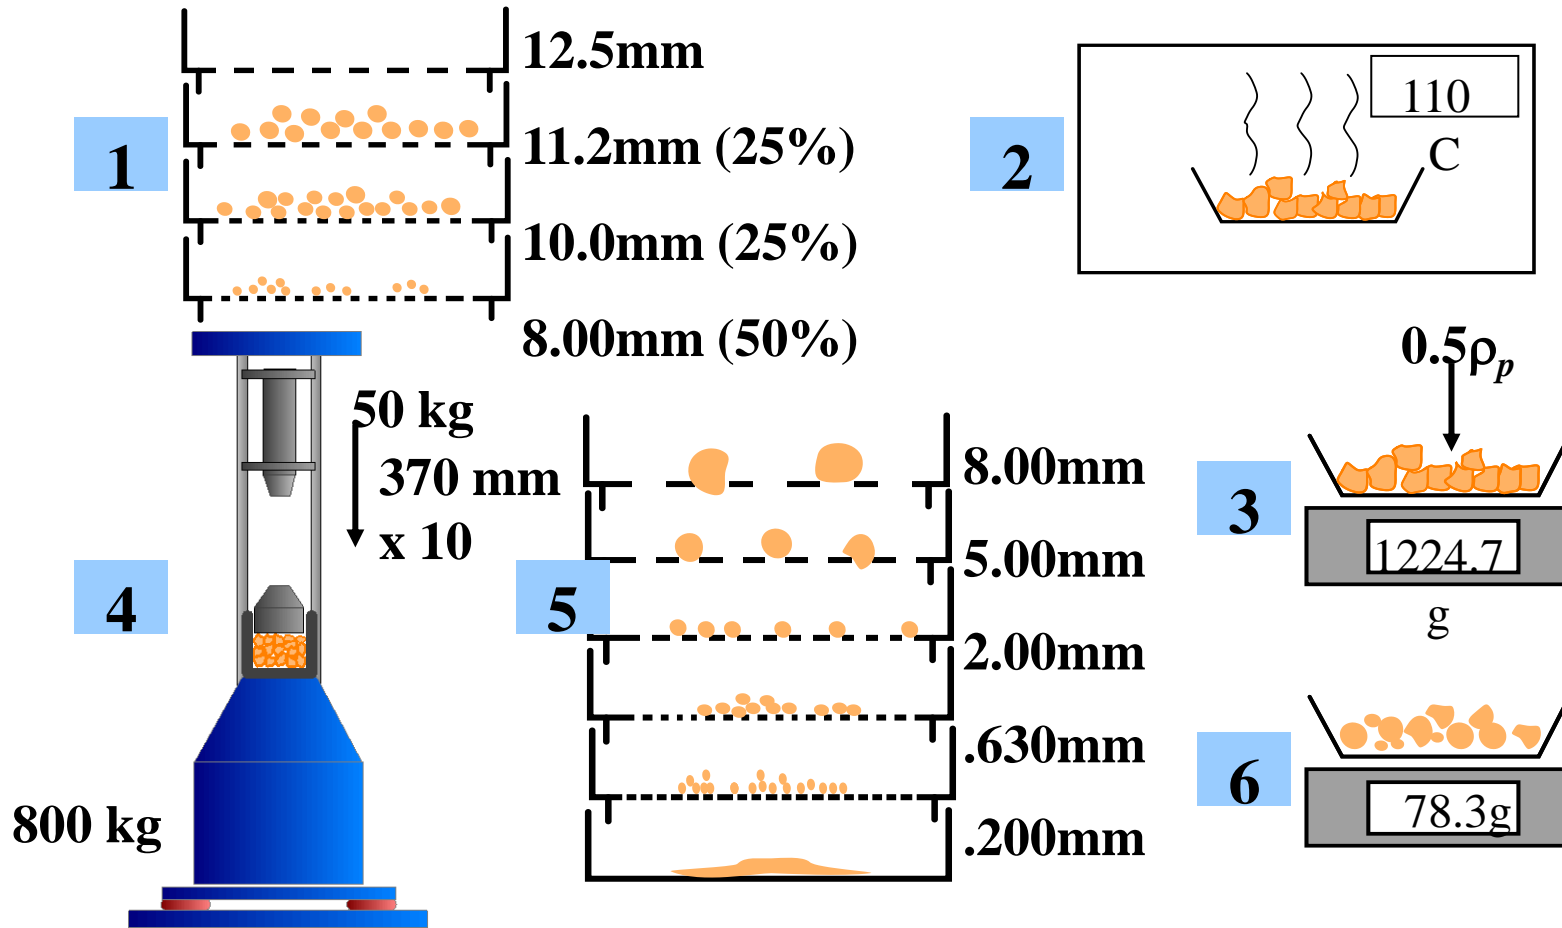 1
12.5mm
11.2mm (25%)
10.0mm (25%)
8.00mm (50%)
2
110
C
0.5ρp
3
1224.7
g
4
50 kg
370 mm
x 10
800 kg
5
8.00mm
5.00mm
2.00mm
.630mm
.200mm
6
78.3g